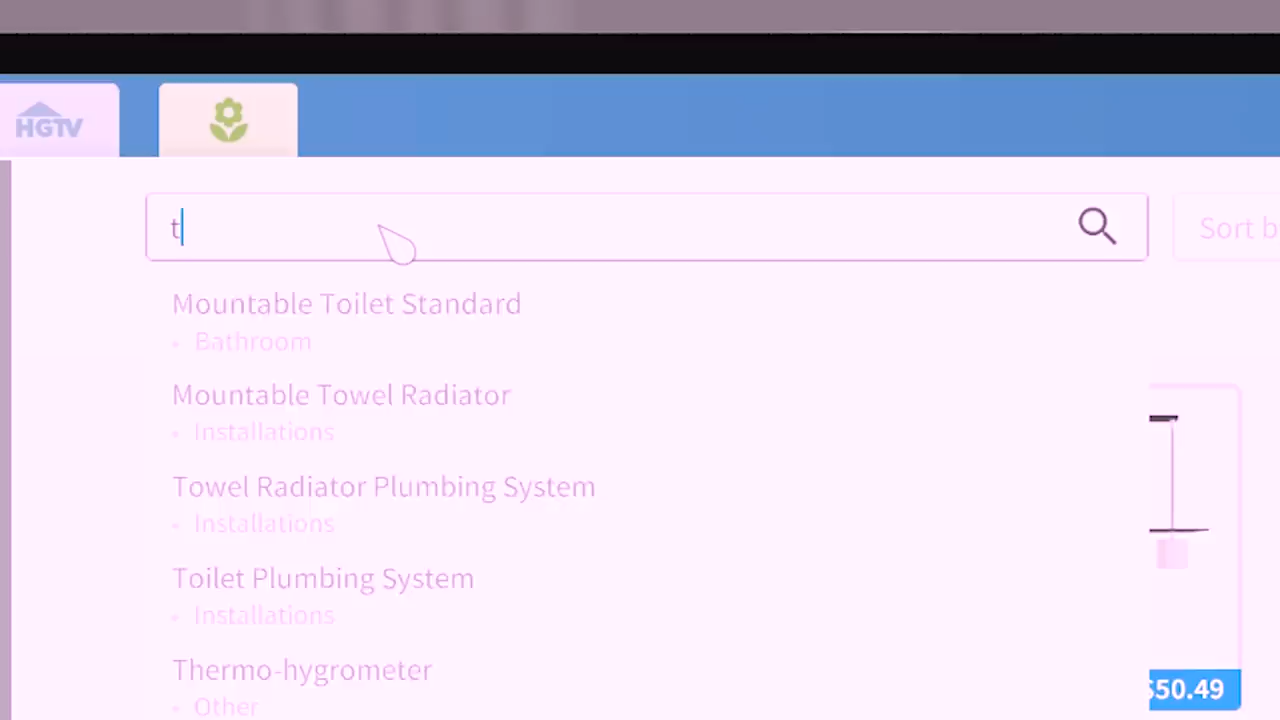 HGTV
t
Sort b
Mountable Toilet Standard
• Bathroom
Mountable Towel Radiator
• Installations
Towel Radiator Plumbing System
• Installations
Toilet Plumbing System
• Installations
Thermo-hygrometer
• Other
$50.49